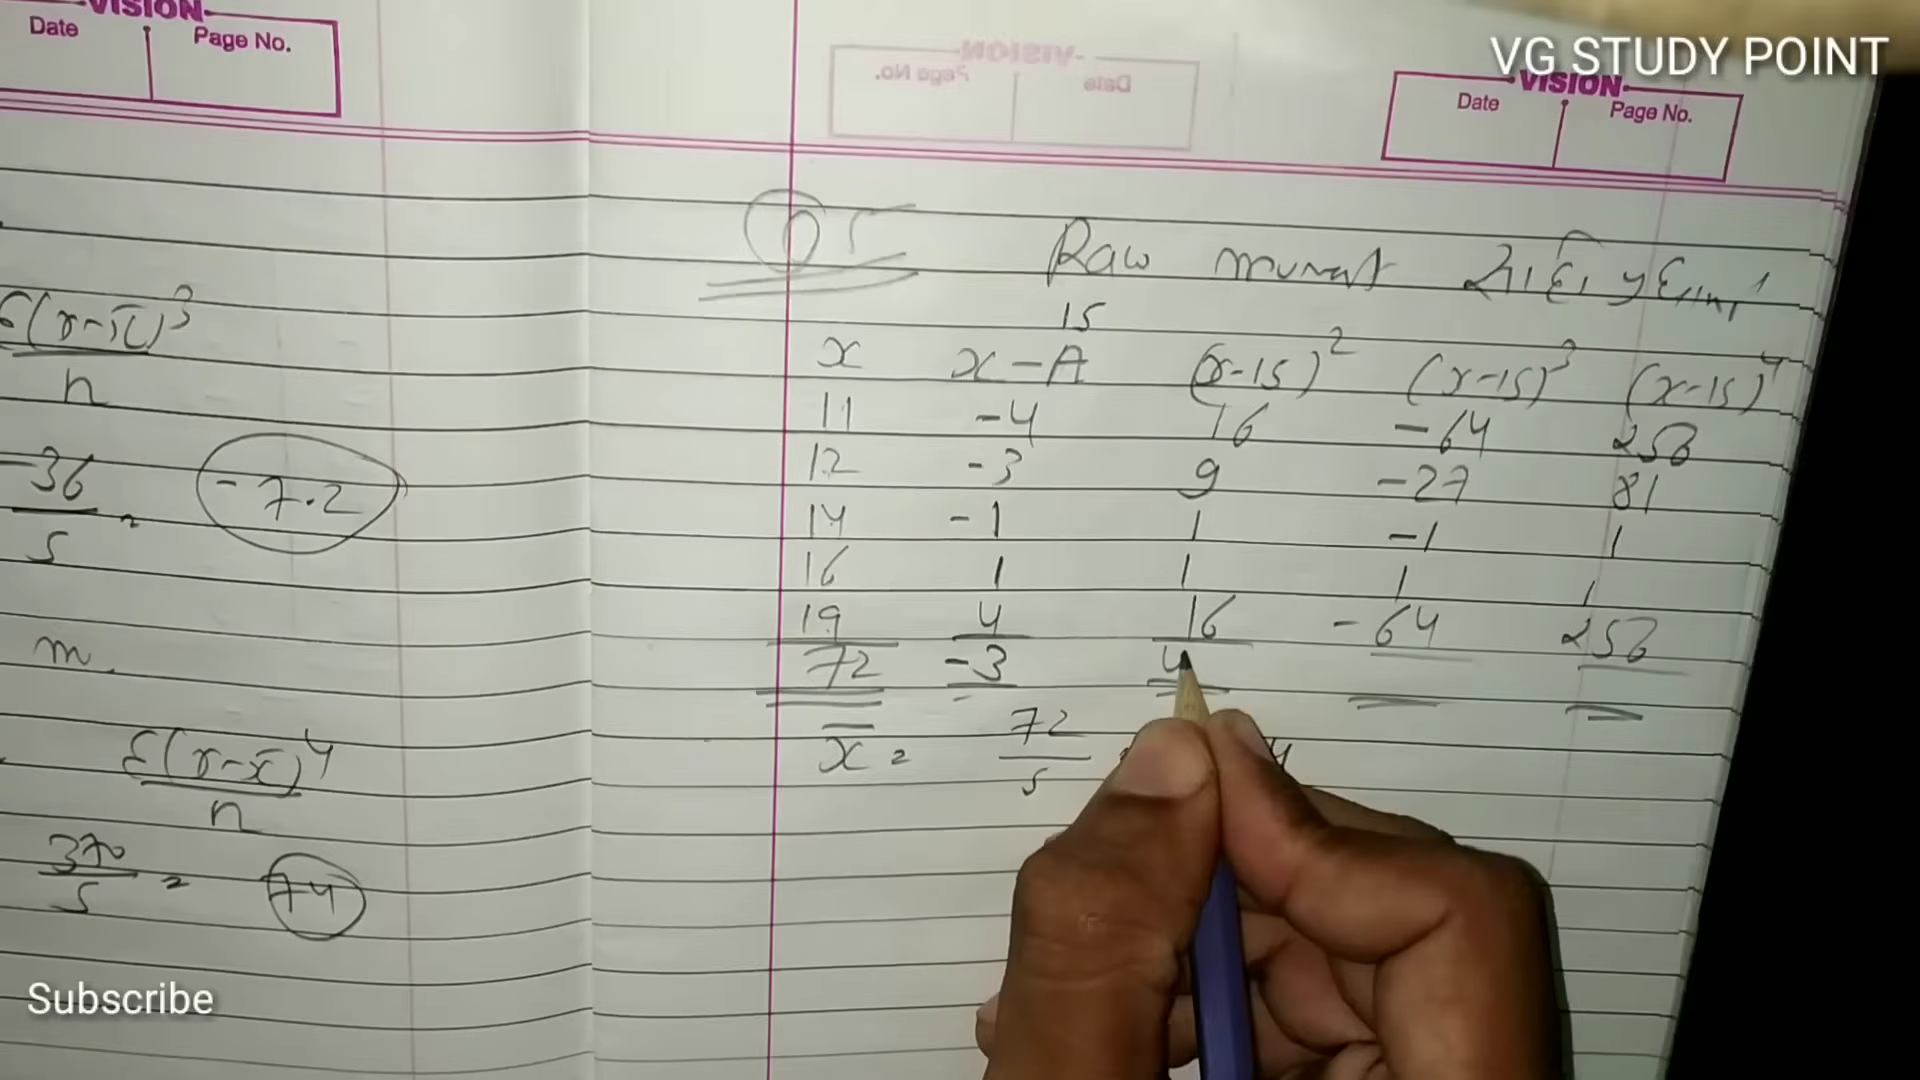 VISION
Date Page No.
VG STUDY POINT
VISION
Date Page No.
Raw
15
x x-A (x-15)² (x-15)³ (x-15)⁴
11 -4 16 -64 256
12 -3 9 -27 81
14 -1 1 -1 1
16 1 1 1 1
19 4 16 -64 256
72 -3 4
x̄ = 72/5 =
Σ(x-x̄)³
n
-36/5 = -7.2
m
Σ(x-x̄)⁴
n
370/5 = 74
Subscribe